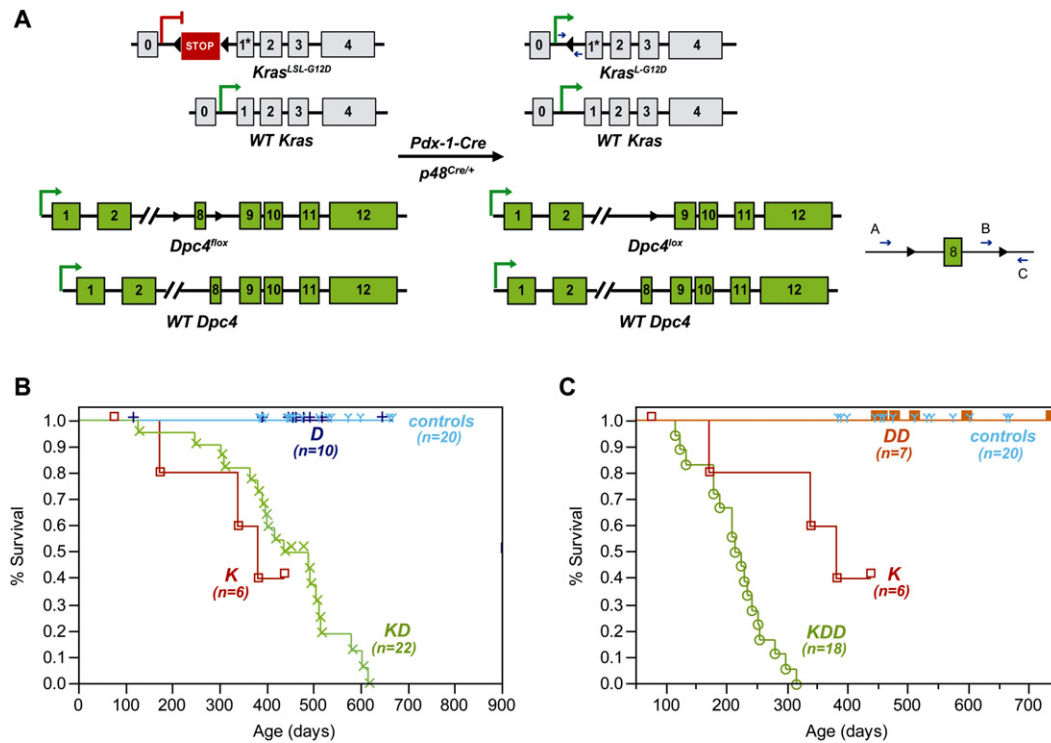 A
0 STOP 1* 2 3 4
Kras^LSL-G12D
0 1 2 3 4
WT Kras
0 1* 2 3 4
Kras^L-G12D
0 1 2 3 4
WT Kras
Pdx-1-Cre
p48^Cre/+
1 2 8 9 10 11 12
Dpc4^flox
1 2 8 9 10 11 12
WT Dpc4
1 2 9 10 11 12
Dpc4^lox
1 2 8 9 10 11 12
WT Dpc4
A B
8
C
B
% Survival
1.0
0.9
0.8
0.7
0.6
0.5
0.4
0.3
0.2
0.1
0.0
D
(n=10)
controls
(n=20)
K
(n=6)
KD
(n=22)
0 100 200 300 400 500 600 700 800 900
Age (days)
C
% Survival
1.0
0.9
0.8
0.7
0.6
0.5
0.4
0.3
0.2
0.1
0.0
DD
(n=7)
controls
(n=20)
K
(n=6)
KDD
(n=18)
100 200 300 400 500 600 700
Age (days)